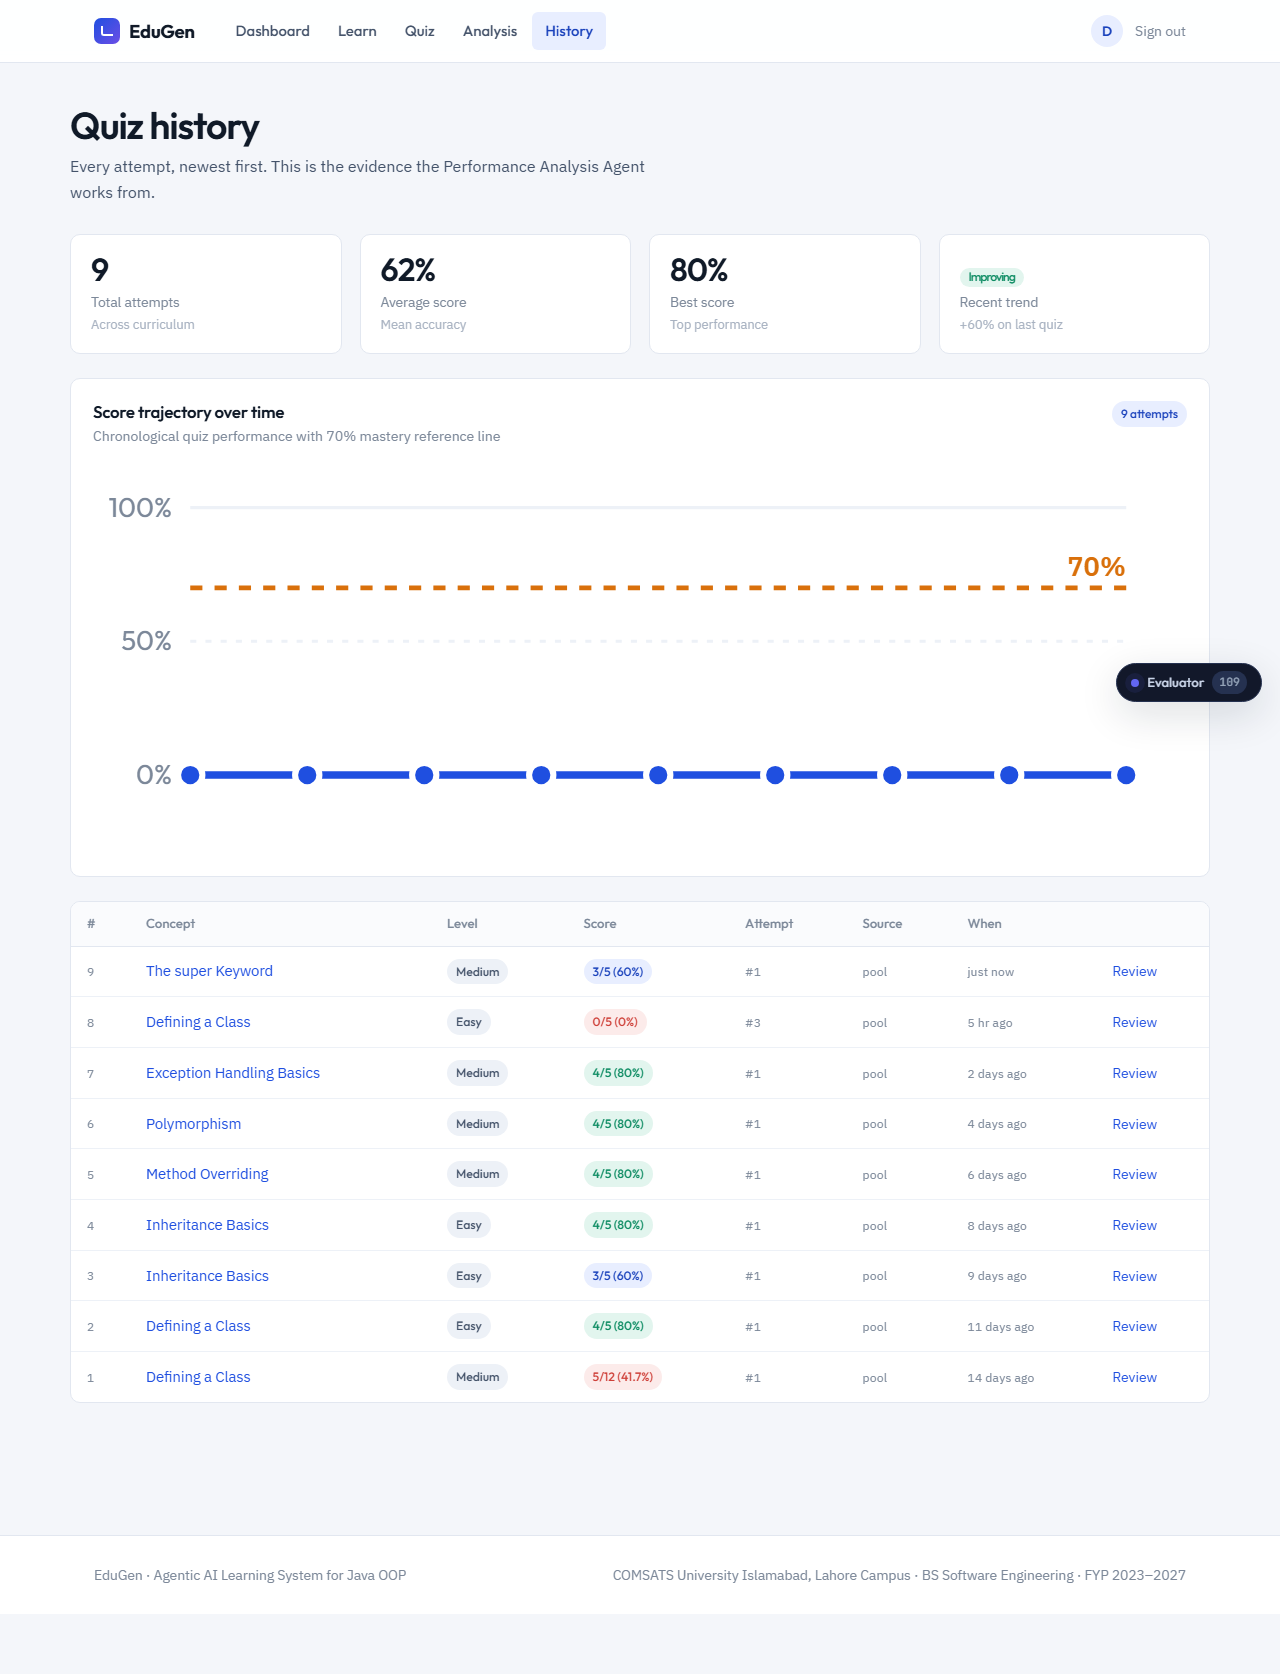 EduGen
Dashboard
Learn
Quiz
Analysis
History
D
Sign out
Quiz history
Every attempt, newest first. This is the evidence the Performance Analysis Agent
works from.
9
Total attempts
Across curriculum
62%
Average score
Mean accuracy
80%
Best score
Top performance
Improving
Recent trend
+60% on last quiz
Score trajectory over time
Chronological quiz performance with 70% mastery reference line
9 attempts
100%
70%
50%
0%
Evaluator 109
# Concept Level Score Attempt Source When
9 The super Keyword Medium 3/5 (60%) #1 pool just now Review
8 Defining a Class Easy 0/5 (0%) #3 pool 5 hr ago Review
7 Exception Handling Basics Medium 4/5 (80%) #1 pool 2 days ago Review
6 Polymorphism Medium 4/5 (80%) #1 pool 4 days ago Review
5 Method Overriding Medium 4/5 (80%) #1 pool 6 days ago Review
4 Inheritance Basics Easy 4/5 (80%) #1 pool 8 days ago Review
3 Inheritance Basics Easy 3/5 (60%) #1 pool 9 days ago Review
2 Defining a Class Easy 4/5 (80%) #1 pool 11 days ago Review
1 Defining a Class Medium 5/12 (41.7%) #1 pool 14 days ago Review
EduGen · Agentic AI Learning System for Java OOP
COMSATS University Islamabad, Lahore Campus · BS Software Engineering · FYP 2023–2027